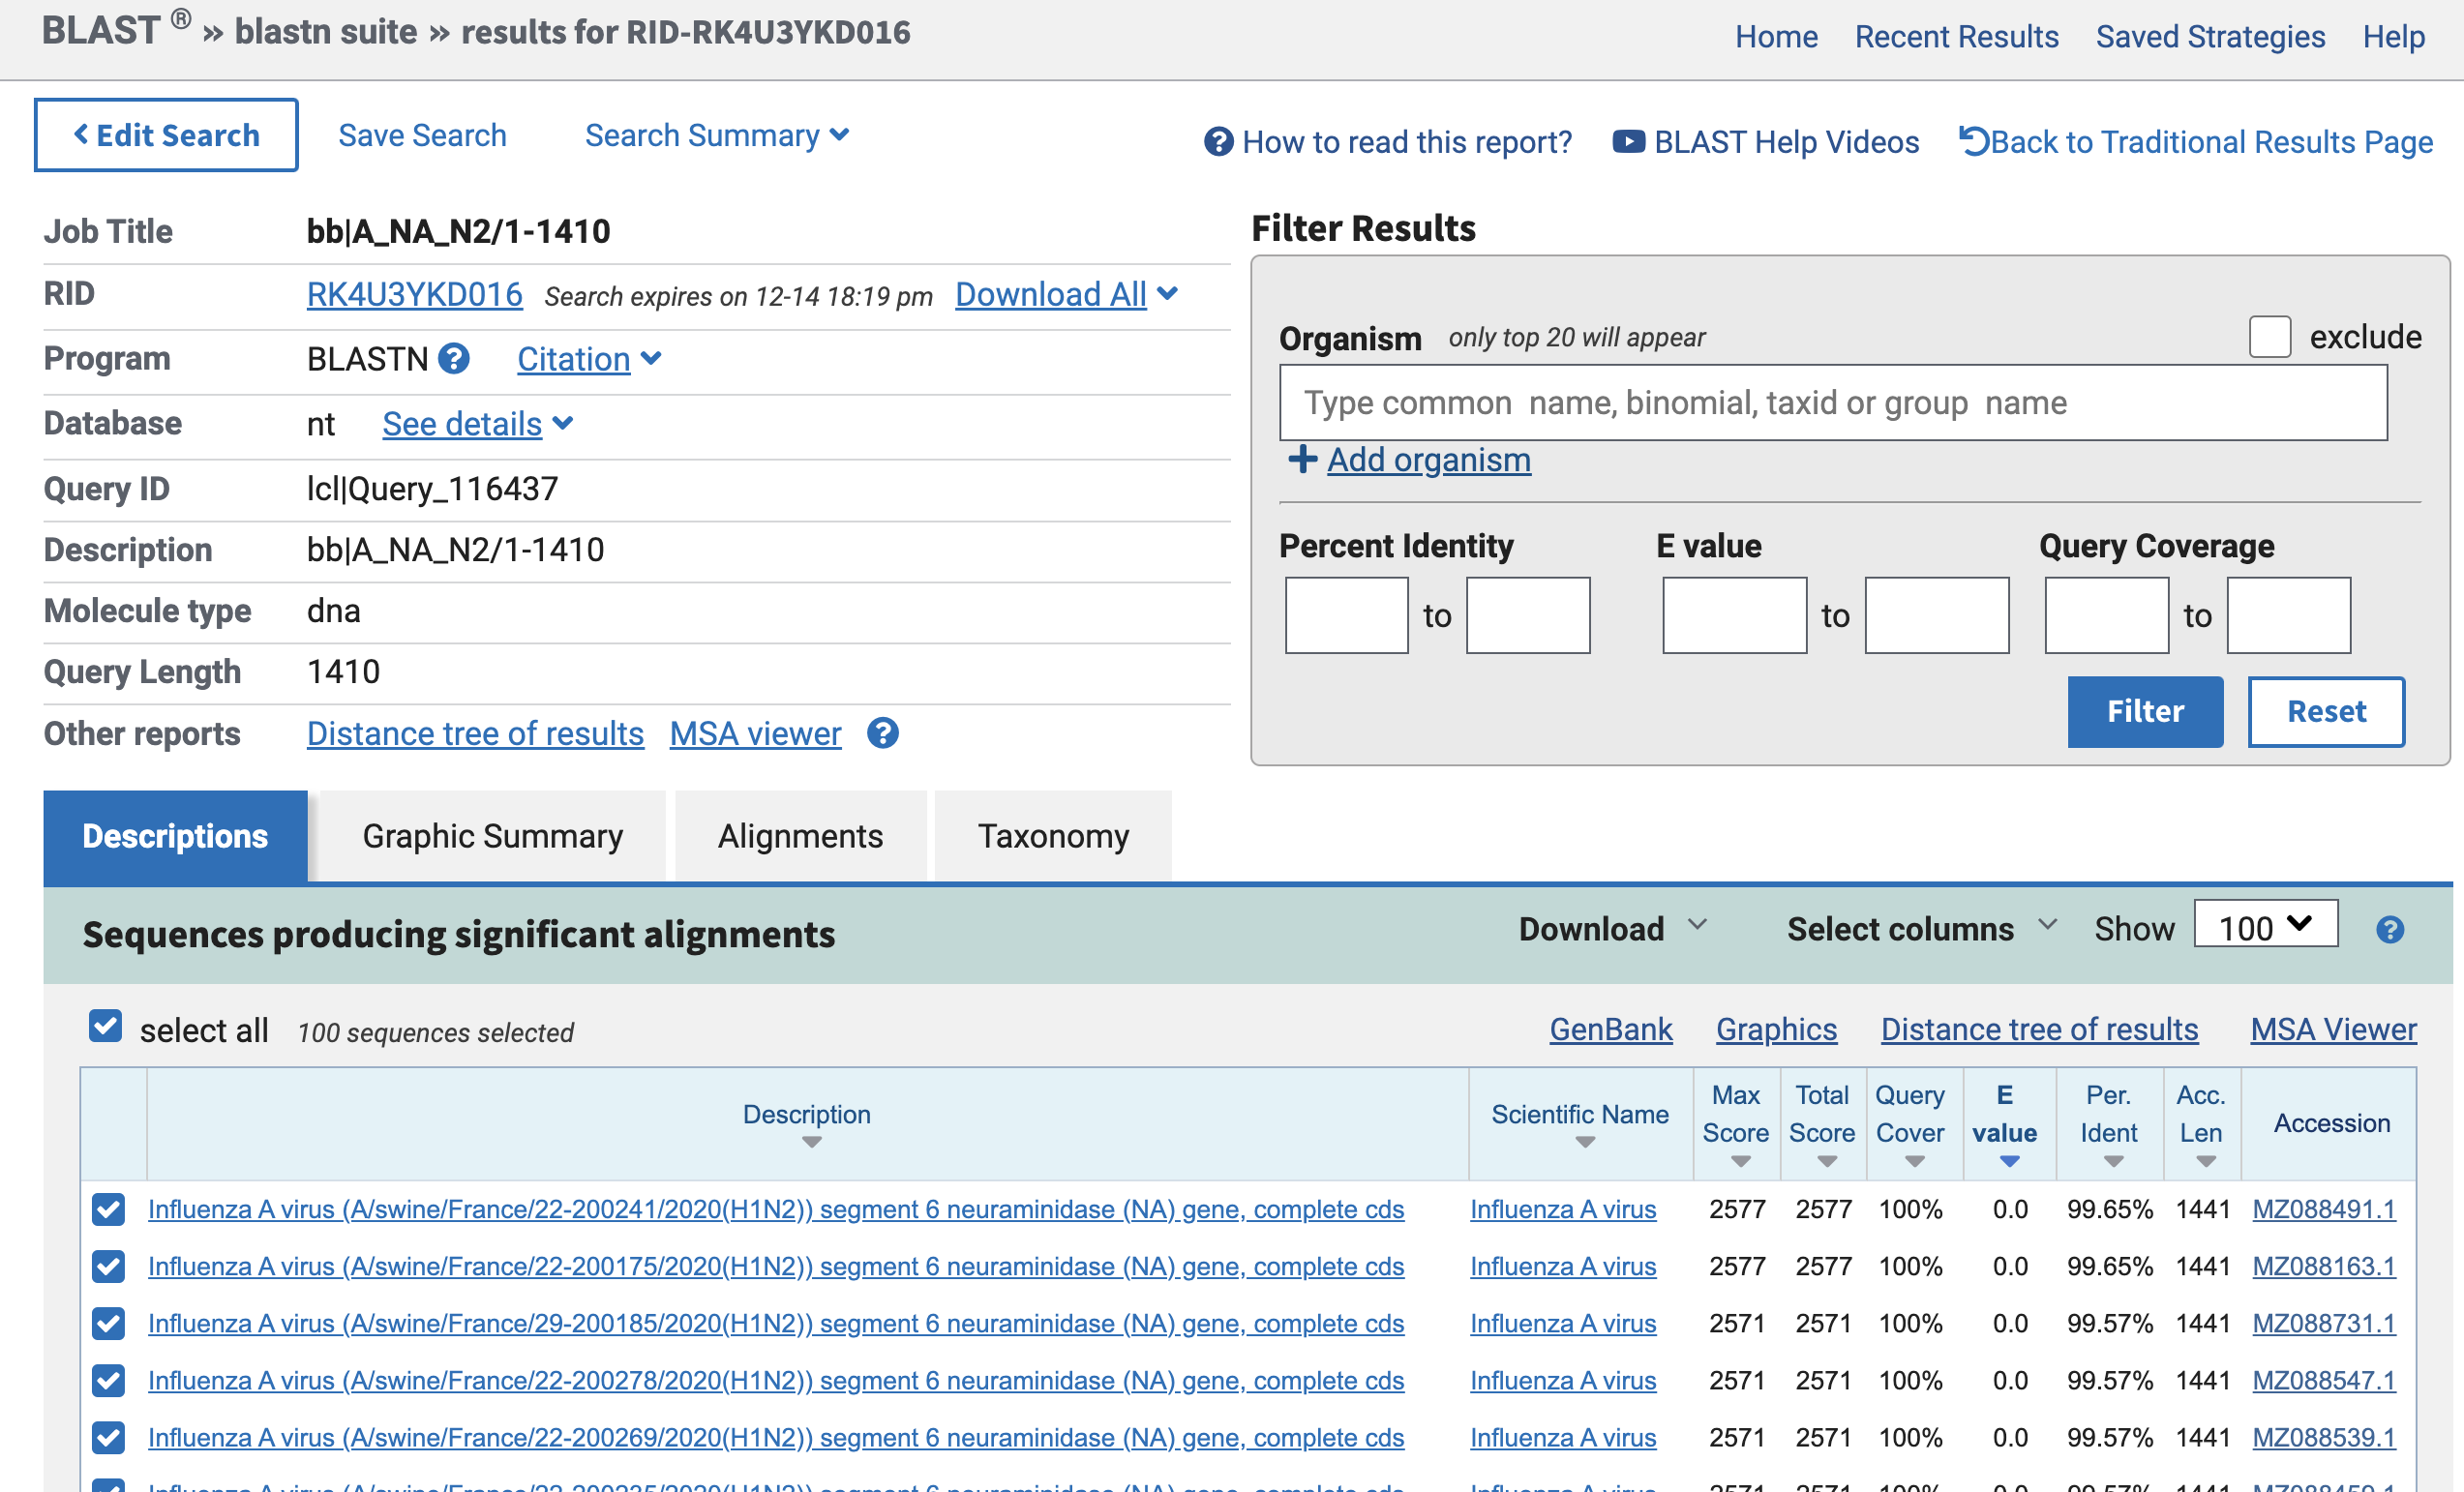 BLAST ® » blastn suite » results for RID-RK4U3YKD016
Home Recent Results Saved Strategies Help
Edit Search Save Search Search Summary
How to read this report? BLAST Help Videos Back to Traditional Results Page
Job Title bb|A_NA_N2/1-1410
RID RK4U3YKD016 Search expires on 12-14 18:19 pm Download All
Program BLASTN Citation
Database nt See details
Query ID lcl|Query_116437
Description bb|A_NA_N2/1-1410
Molecule type dna
Query Length 1410
Other reports Distance tree of results MSA viewer
Filter Results
Organism only top 20 will appear exclude
Type common name, binomial, taxid or group name
Add organism
Percent Identity E value Query Coverage
to to to
Filter Reset
Descriptions Graphic Summary Alignments Taxonomy
Sequences producing significant alignments Download Select columns Show 100
select all 100 sequences selected GenBank Graphics Distance tree of results MSA Viewer
Description Scientific Name Max Score Total Score Query Cover E value Per. Ident Acc. Len Accession
Influenza A virus (A/swine/France/22-200241/2020(H1N2)) segment 6 neuraminidase (NA) gene, complete cds Influenza A virus 2577 2577 100% 0.0 99.65% 1441 MZ088491.1
Influenza A virus (A/swine/France/22-200175/2020(H1N2)) segment 6 neuraminidase (NA) gene, complete cds Influenza A virus 2577 2577 100% 0.0 99.65% 1441 MZ088163.1
Influenza A virus (A/swine/France/29-200185/2020(H1N2)) segment 6 neuraminidase (NA) gene, complete cds Influenza A virus 2571 2571 100% 0.0 99.57% 1441 MZ088731.1
Influenza A virus (A/swine/France/22-200278/2020(H1N2)) segment 6 neuraminidase (NA) gene, complete cds Influenza A virus 2571 2571 100% 0.0 99.57% 1441 MZ088547.1
Influenza A virus (A/swine/France/22-200269/2020(H1N2)) segment 6 neuraminidase (NA) gene, complete cds Influenza A virus 2571 2571 100% 0.0 99.57% 1441 MZ088539.1